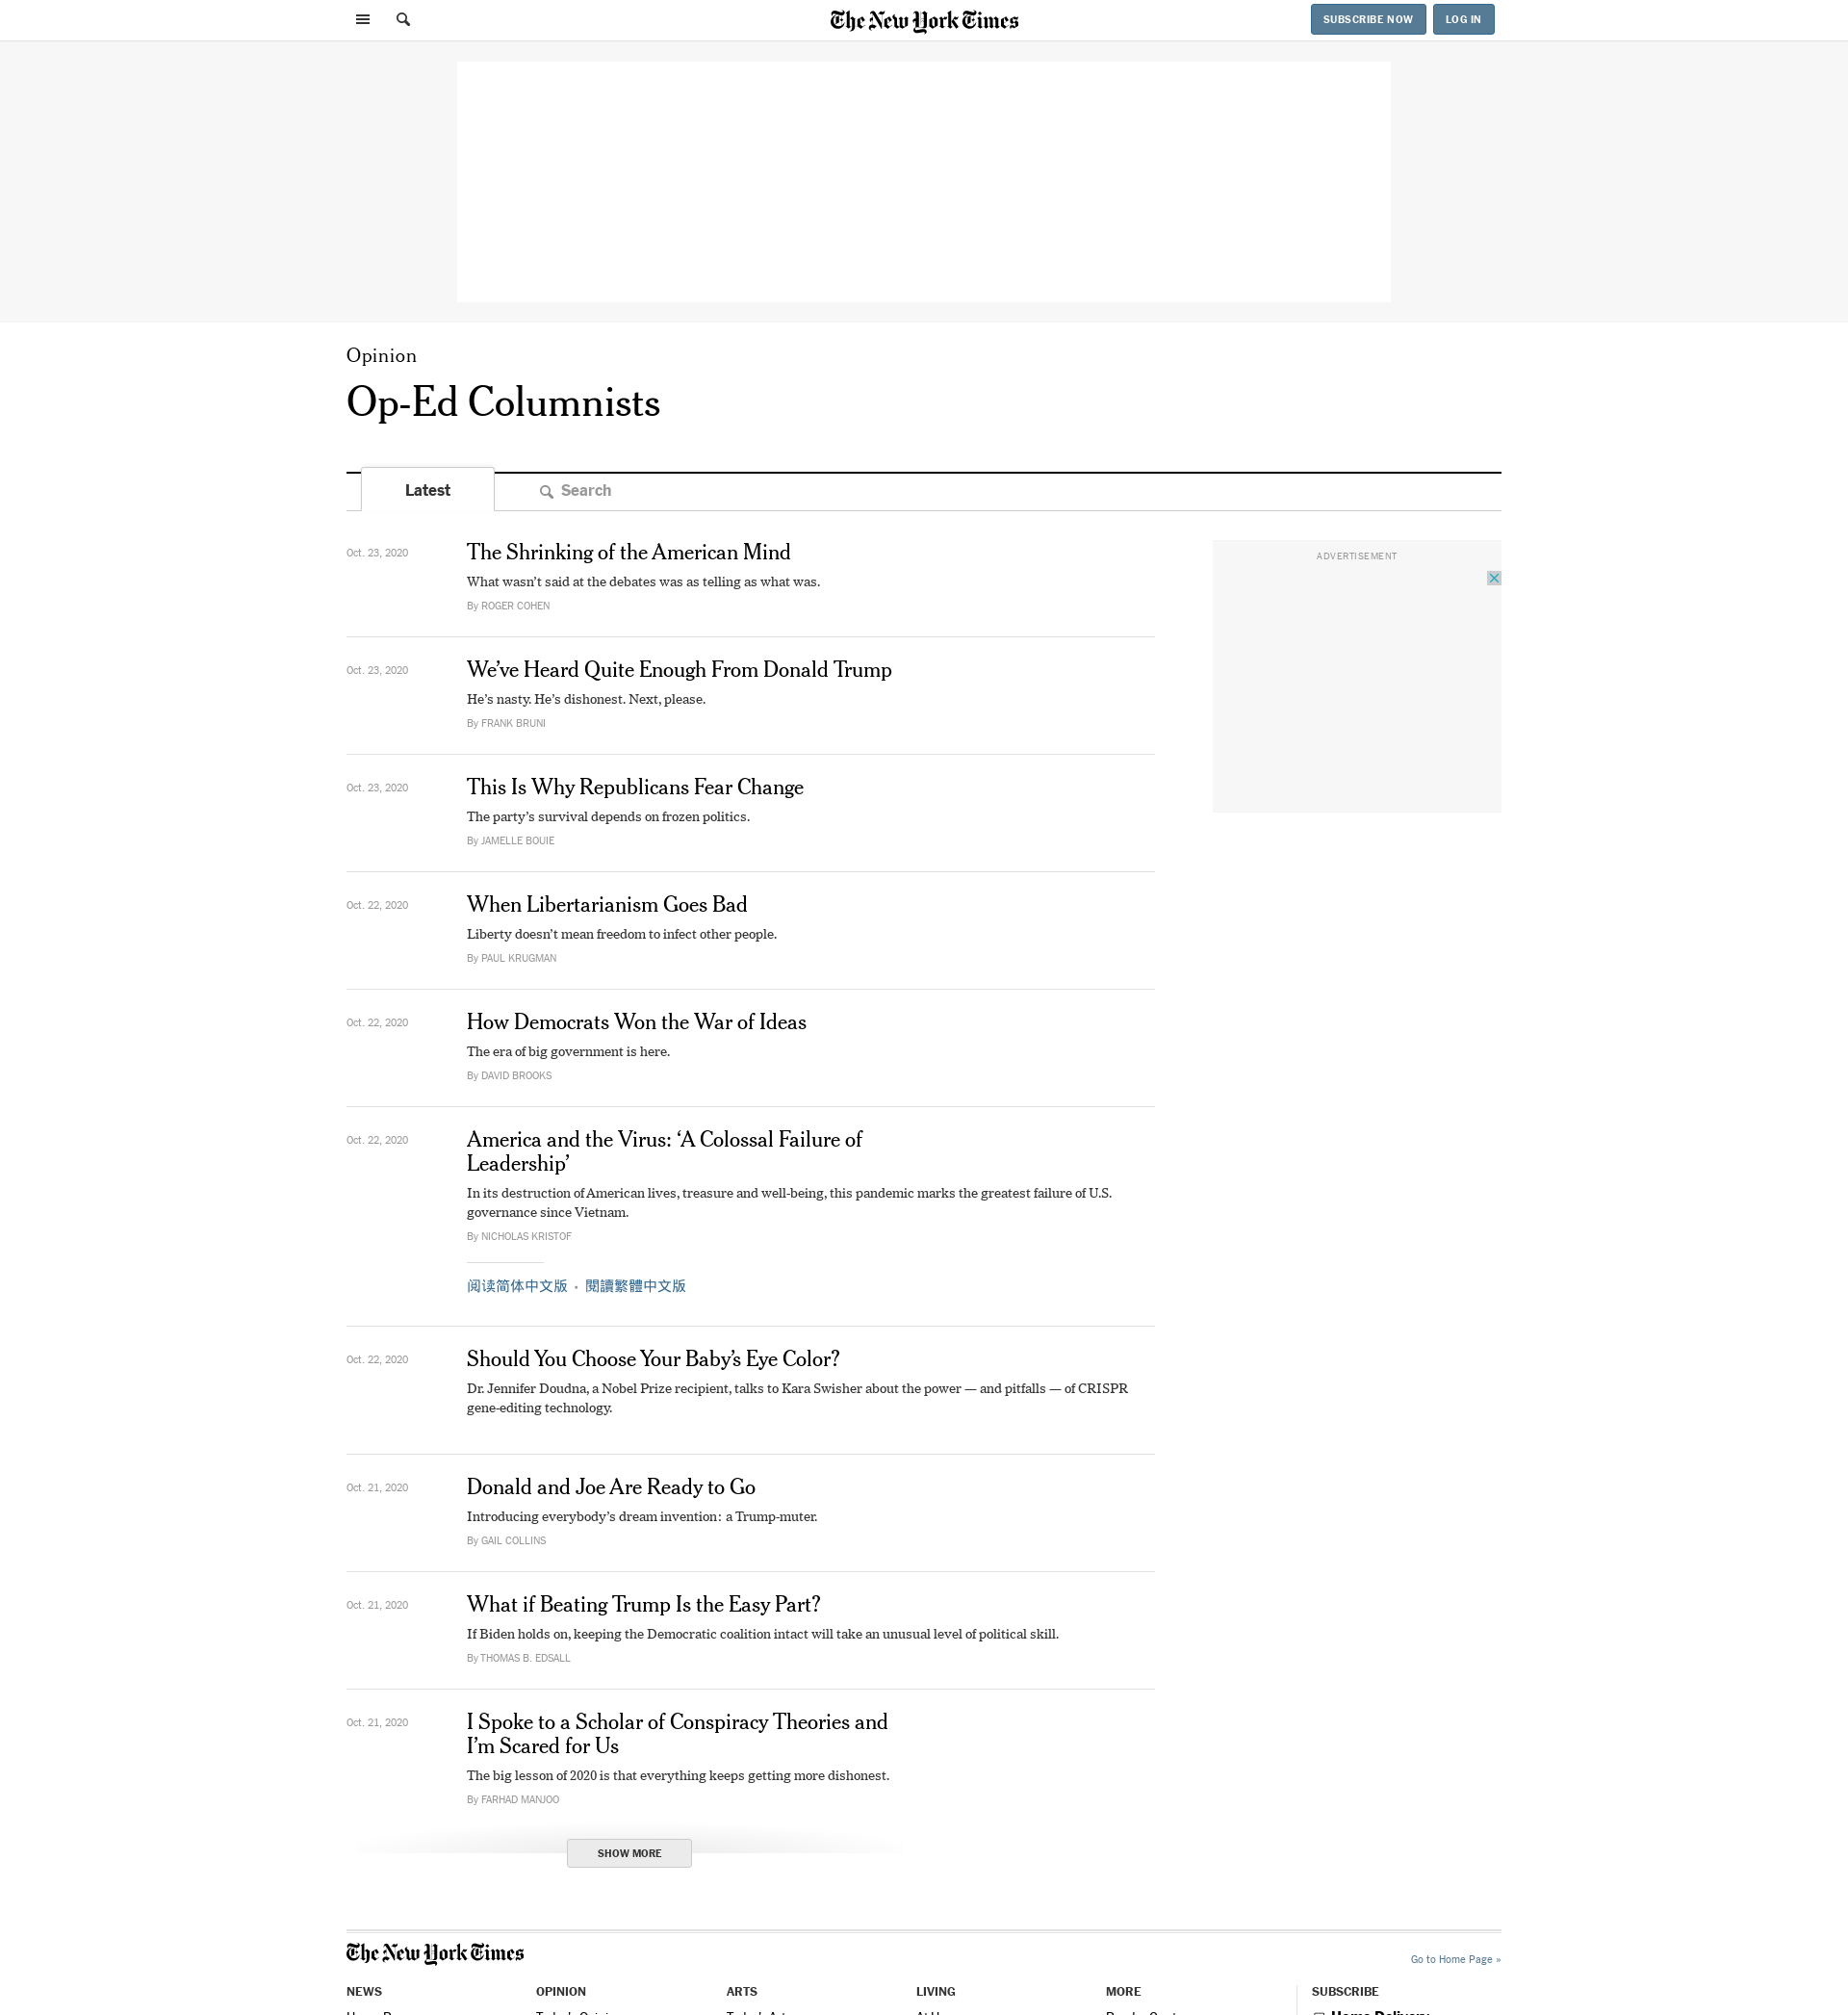 The New York Times
SUBSCRIBE NOW
LOG IN
Opinion
Op-Ed Columnists
Latest
Search
ADVERTISEMENT
Oct. 23, 2020
The Shrinking of the American Mind
What wasn’t said at the debates was as telling as what was.
By ROGER COHEN
Oct. 23, 2020
We’ve Heard Quite Enough From Donald Trump
He’s nasty. He’s dishonest. Next, please.
By FRANK BRUNI
Oct. 23, 2020
This Is Why Republicans Fear Change
The party’s survival depends on frozen politics.
By JAMELLE BOUIE
Oct. 22, 2020
When Libertarianism Goes Bad
Liberty doesn’t mean freedom to infect other people.
By PAUL KRUGMAN
Oct. 22, 2020
How Democrats Won the War of Ideas
The era of big government is here.
By DAVID BROOKS
Oct. 22, 2020
America and the Virus: ‘A Colossal Failure of
Leadership’
In its destruction of American lives, treasure and well-being, this pandemic marks the greatest failure of U.S.
governance since Vietnam.
By NICHOLAS KRISTOF
阅读简体中文版 • 閱讀繁體中文版
Oct. 22, 2020
Should You Choose Your Baby’s Eye Color?
Dr. Jennifer Doudna, a Nobel Prize recipient, talks to Kara Swisher about the power — and pitfalls — of CRISPR
gene-editing technology.
Oct. 21, 2020
Donald and Joe Are Ready to Go
Introducing everybody’s dream invention: a Trump-muter.
By GAIL COLLINS
Oct. 21, 2020
What if Beating Trump Is the Easy Part?
If Biden holds on, keeping the Democratic coalition intact will take an unusual level of political skill.
By THOMAS B. EDSALL
Oct. 21, 2020
I Spoke to a Scholar of Conspiracy Theories and
I’m Scared for Us
The big lesson of 2020 is that everything keeps getting more dishonest.
By FARHAD MANJOO
SHOW MORE
The New York Times
Go to Home Page »
NEWS
OPINION
ARTS
LIVING
MORE
SUBSCRIBE